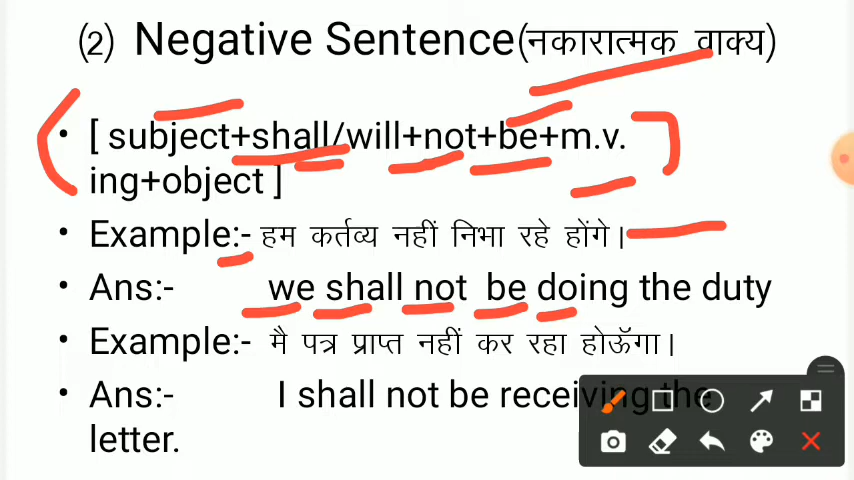 (2) Negative Sentence(नकारात्मक वाक्य)
• [ subject+shall/will+not+be+m.v.
ing+object ]
• Example:- हम कर्तव्य नहीं निभा रहे होंगे।
• Ans:- we shall not be doing the duty
• Example:- मै पत्र प्राप्त नहीं कर रहा होऊॅगा।
• Ans:- I shall not be receiving the
letter.